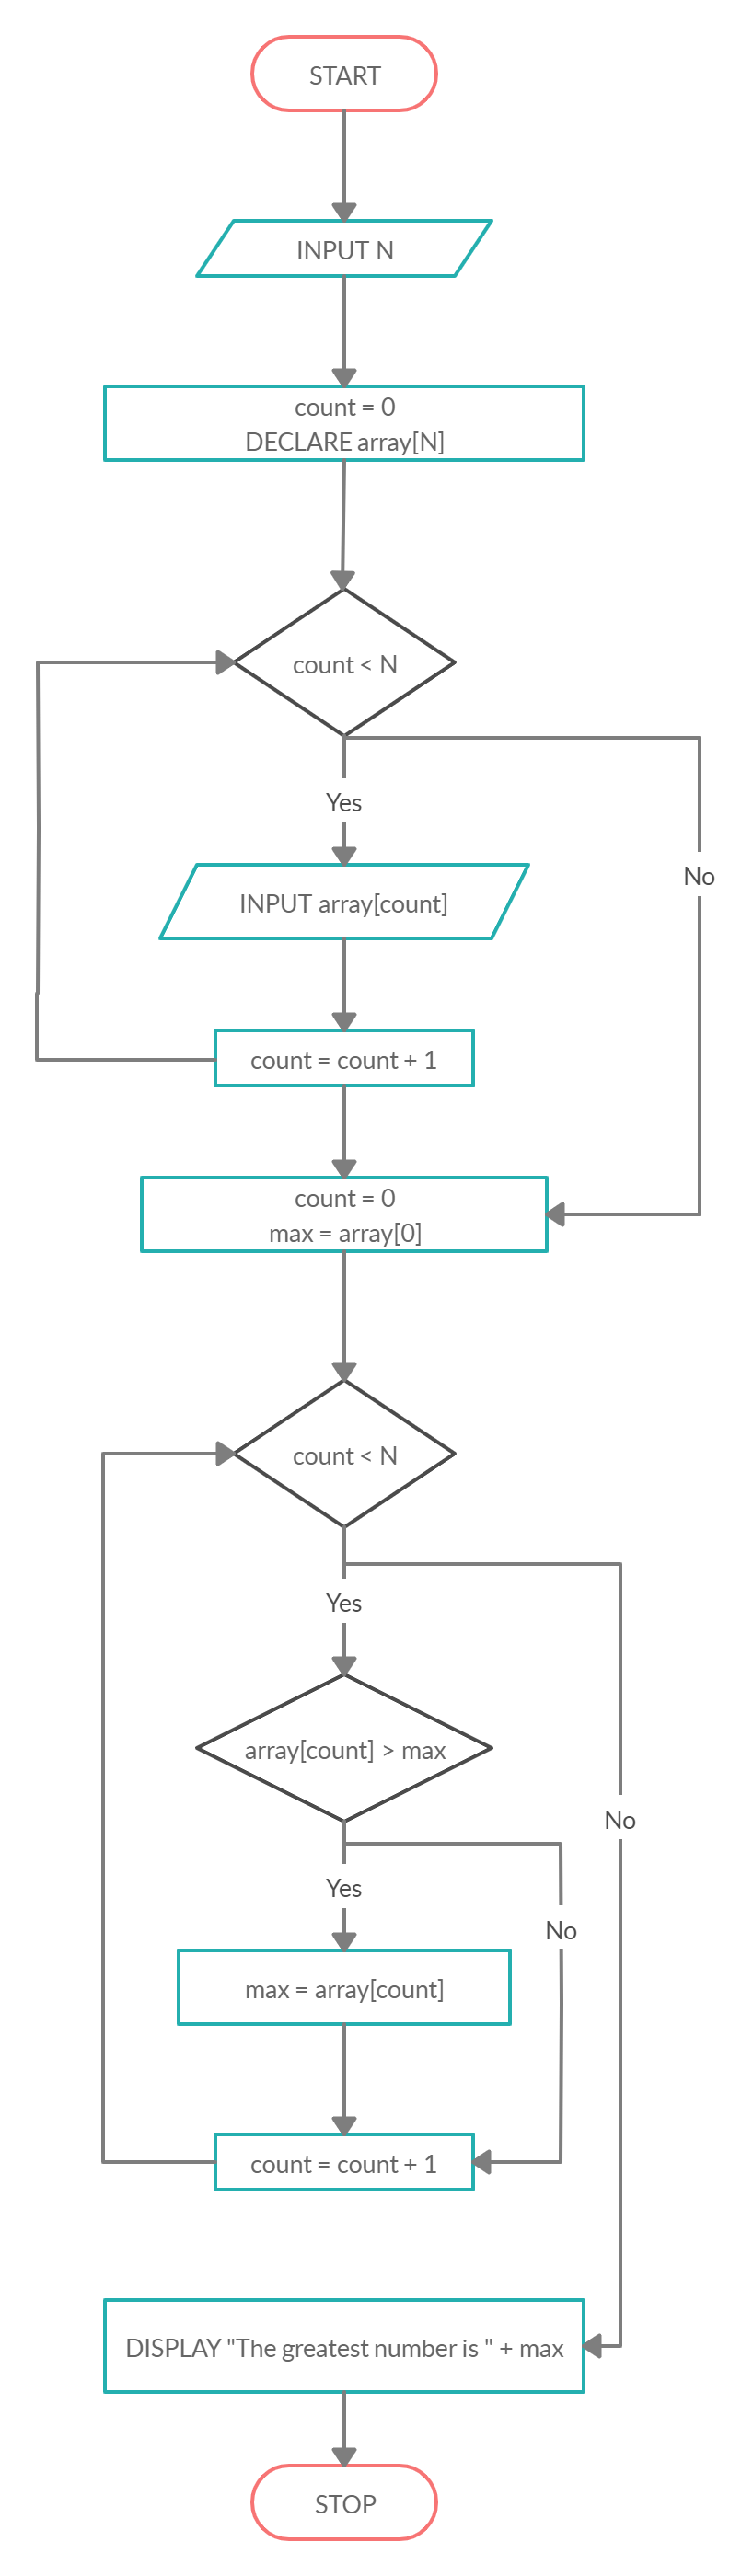 START
INPUT N
count = 0
DECLARE array[N]
count < N
Yes
No
INPUT array[count]
count = count + 1
count = 0
max = array[0]
count < N
Yes
array[count] > max
No
Yes
No
max = array[count]
count = count + 1
DISPLAY "The greatest number is " + max
STOP